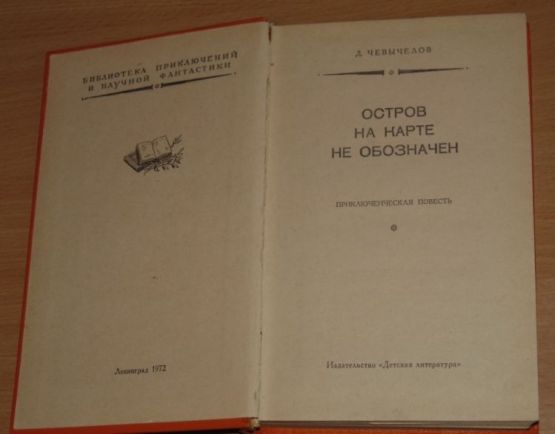 БИБЛИОТЕКА ПРИКЛЮЧЕНИЙ
И НАУЧНОЙ ФАНТАСТИКИ
Ленинград 1972
Д. ЧЕВЫЧЕЛОВ
ОСТРОВ
НА КАРТЕ
НЕ ОБОЗНАЧЕН
ПРИКЛЮЧЕНЧЕСКАЯ ПОВЕСТЬ
Издательство «Детская литература»